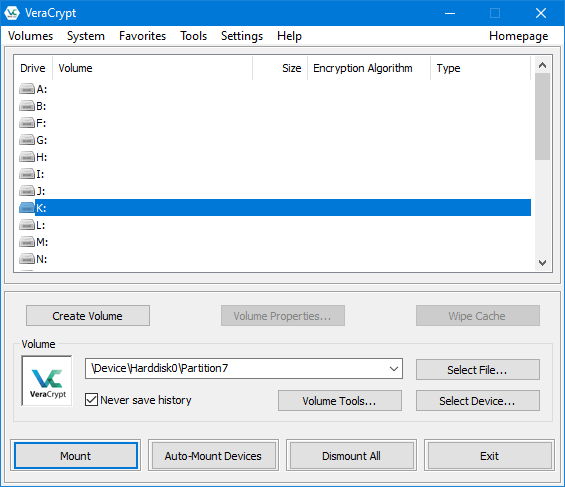 VeraCrypt
Volumes System Favorites Tools Settings Help Homepage
Drive Volume Size Encryption Algorithm Type
A:
B:
F:
G:
H:
I:
J:
K:
L:
M:
N:
Create Volume Volume Properties... Wipe Cache
Volume
VeraCrypt
\Device\Harddisk0\Partition7 Select File...
Never save history Volume Tools... Select Device...
Mount Auto-Mount Devices Dismount All Exit